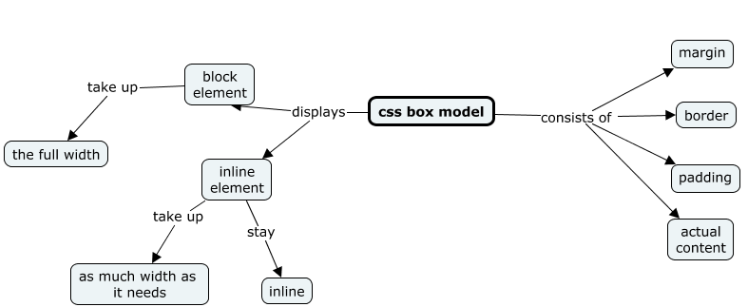 margin
block
element
take up
displays
css box model
consists of
border
the full width
inline
element
padding
take up
stay
actual
content
as much width as
it needs
inline